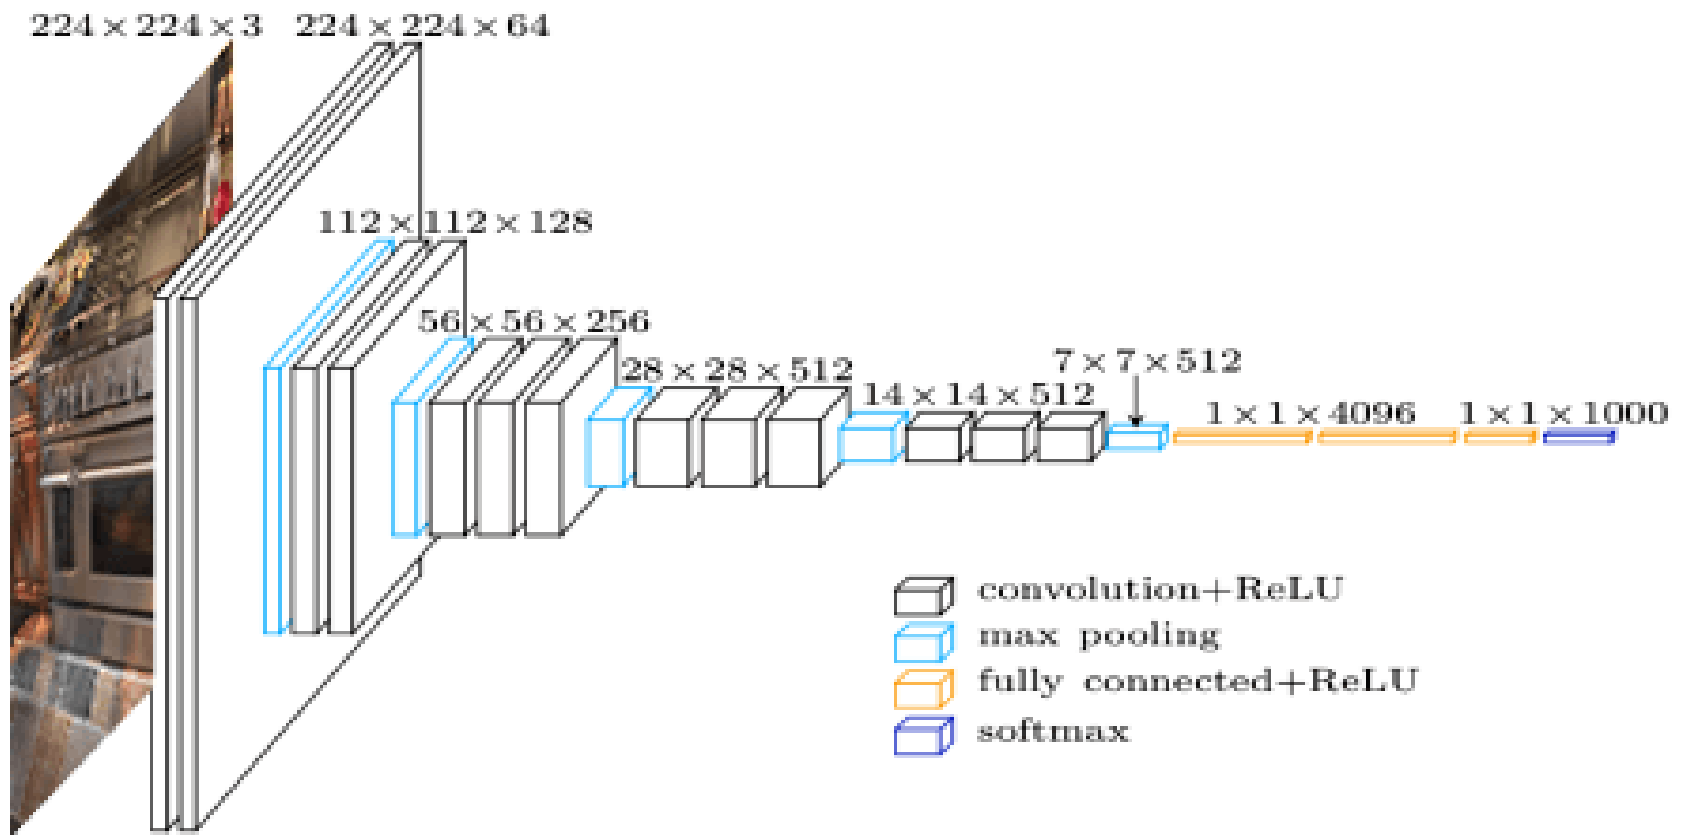 224 × 224 × 3
224 × 224 × 64
112 × 112 × 128
56 × 56 × 256
28 × 28 × 512
14 × 14 × 512
7 × 7 × 512
1 × 1 × 4096
1 × 1 × 1000
convolution+ReLU
max pooling
fully connected+ReLU
softmax